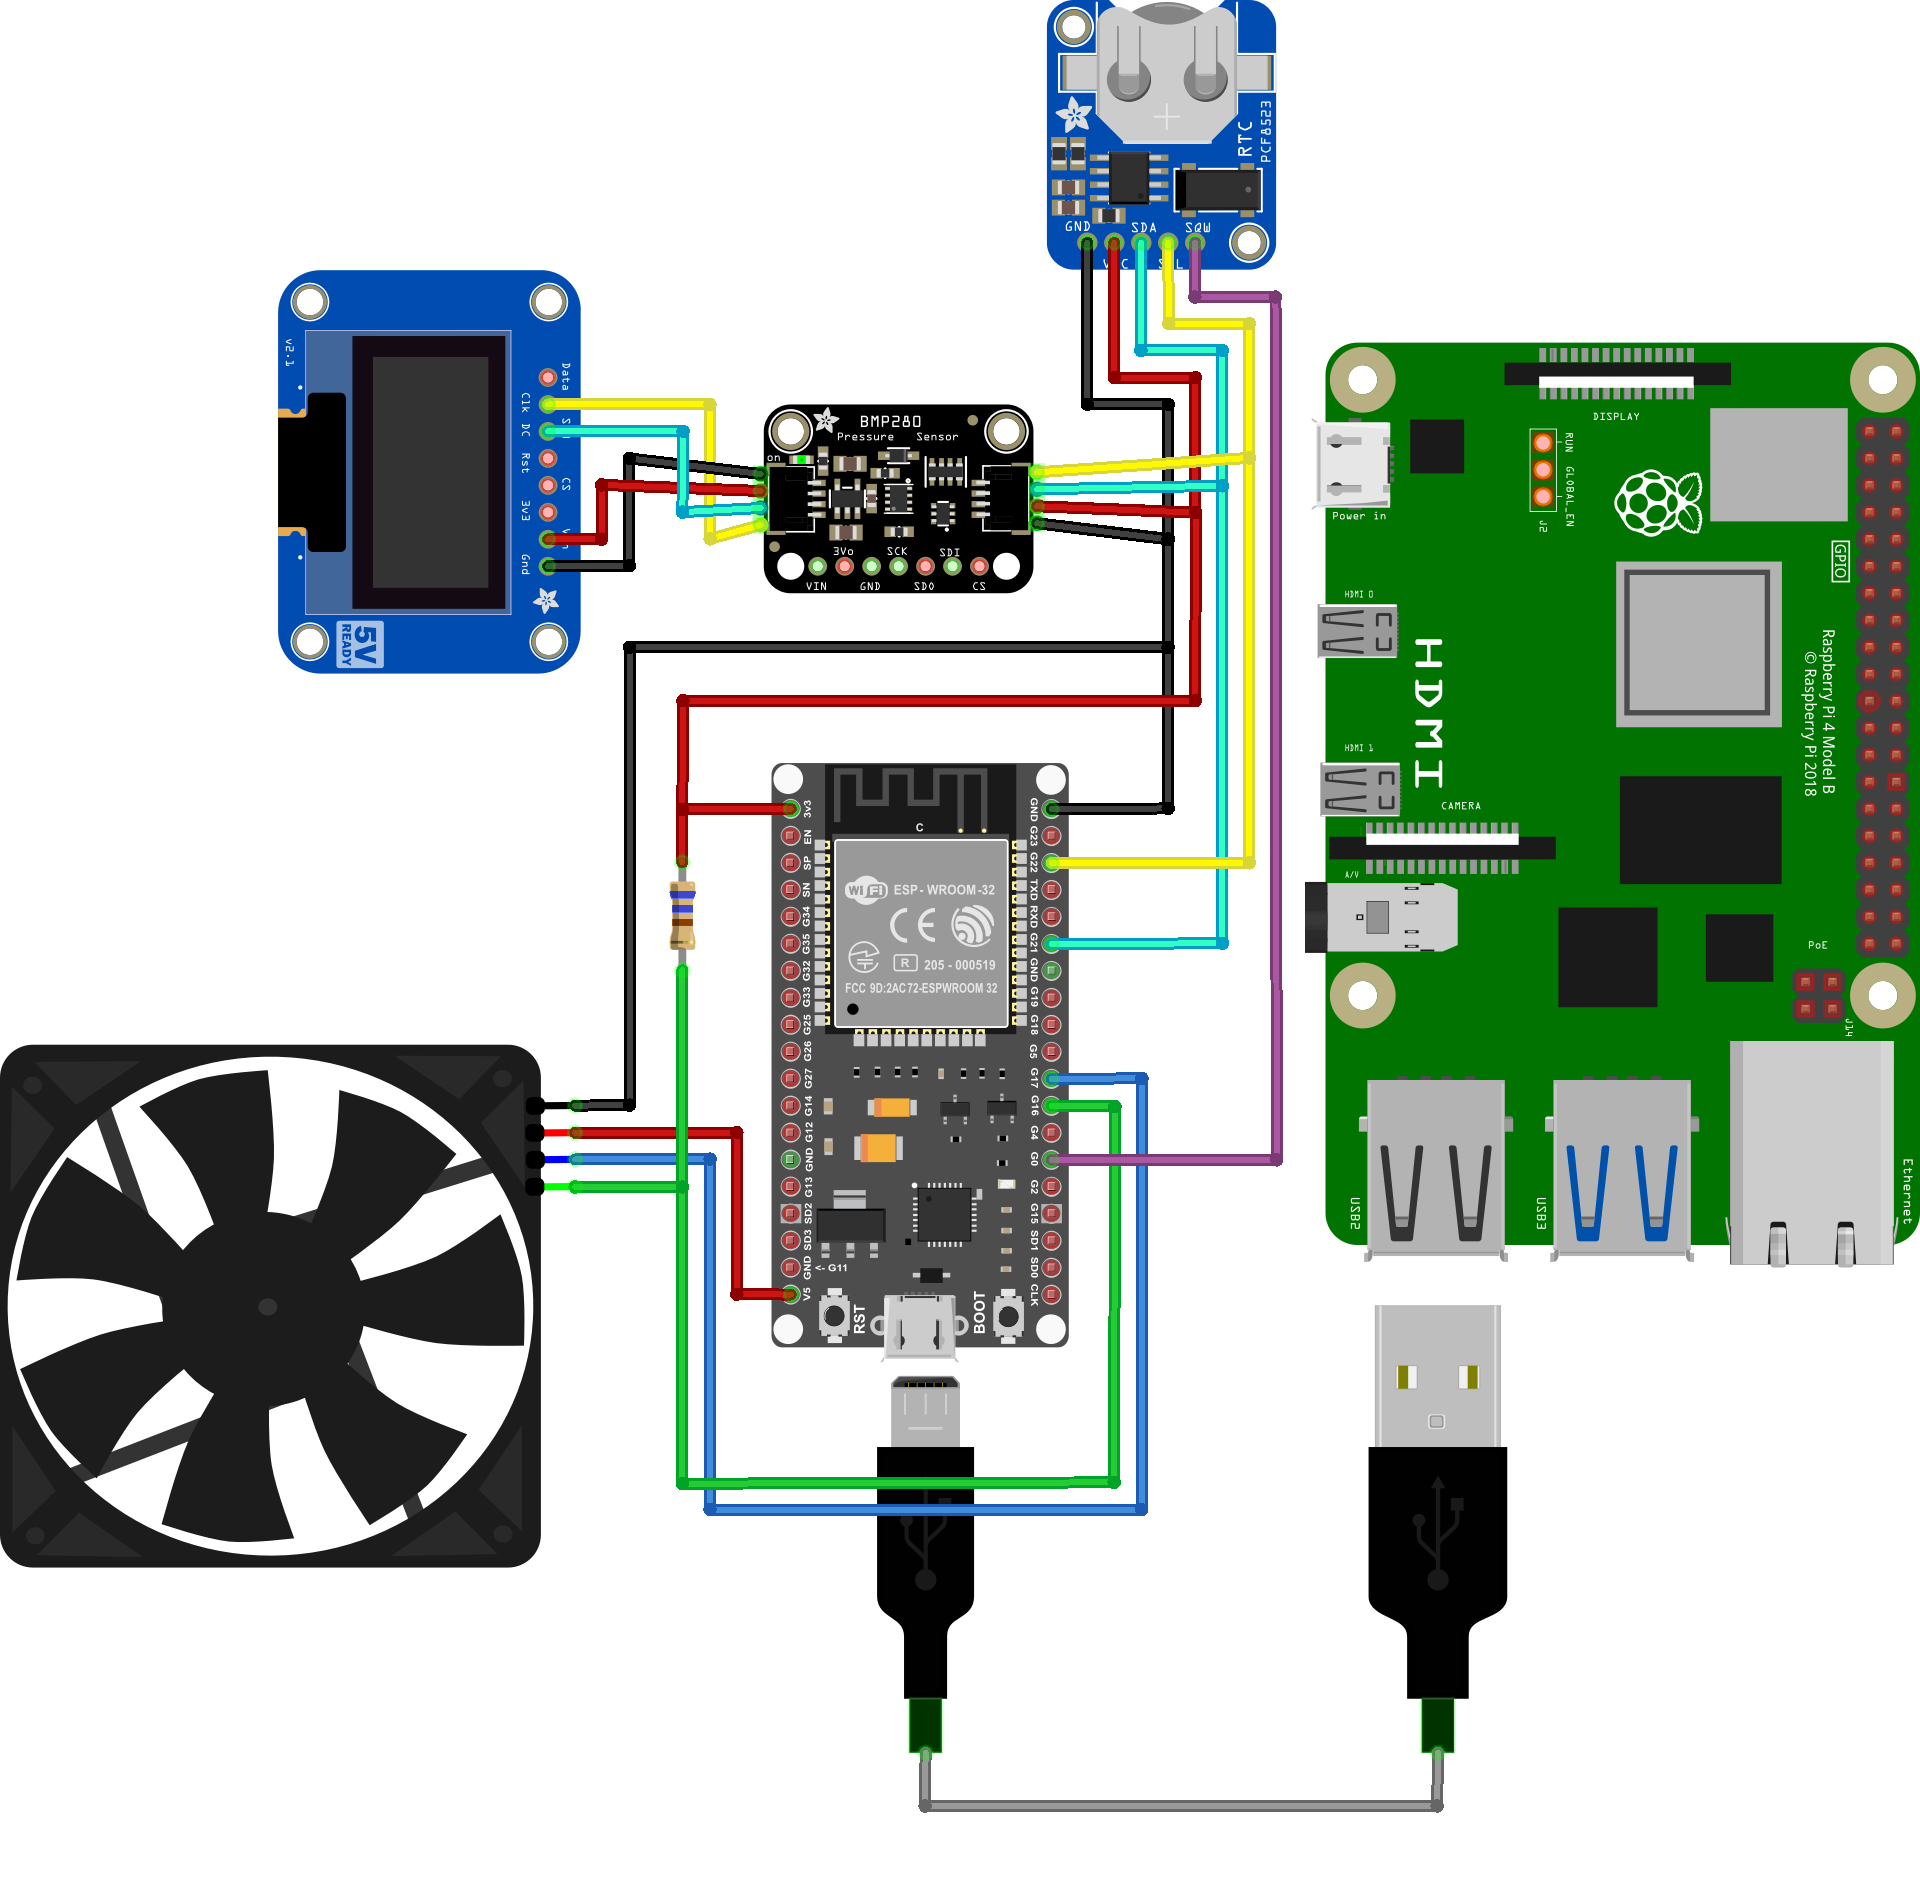 RTC
PCF8523
GND
SDA
SQW
v2.1
Data
Clk
DC
Rst
CS
3v3
Gnd
5V
READY
BMP280
Pressure Sensor
on
3Vo
SCK
SDI
VIN
GND
SDO
CS
DISPLAY
RUN
GLOBAL_EN
J2
Power in
GPIO
HDMI 0
HDMI
HDMI 1
Raspberry Pi 4 Model B
© Raspberry Pi 2018
CAMERA
A/V
PoE
J14
USB2
USB3
Ethernet
C
3v3
EN
SP
SN
G34
G35
G32
G33
G25
G26
G27
G14
G12
GND
G13
SD2
SD3
GND
V5
<- G11
GND
G23
G22
TXD
RXD
G21
GND
G19
G18
G5
G17
G16
G4
G0
G2
G15
SD1
SD0
CLK
WiFi
ESP - WROOM -32
CE
R
205 - 000519
FCC 9D:2AC72-ESPWROOM 32
RST
BOOT